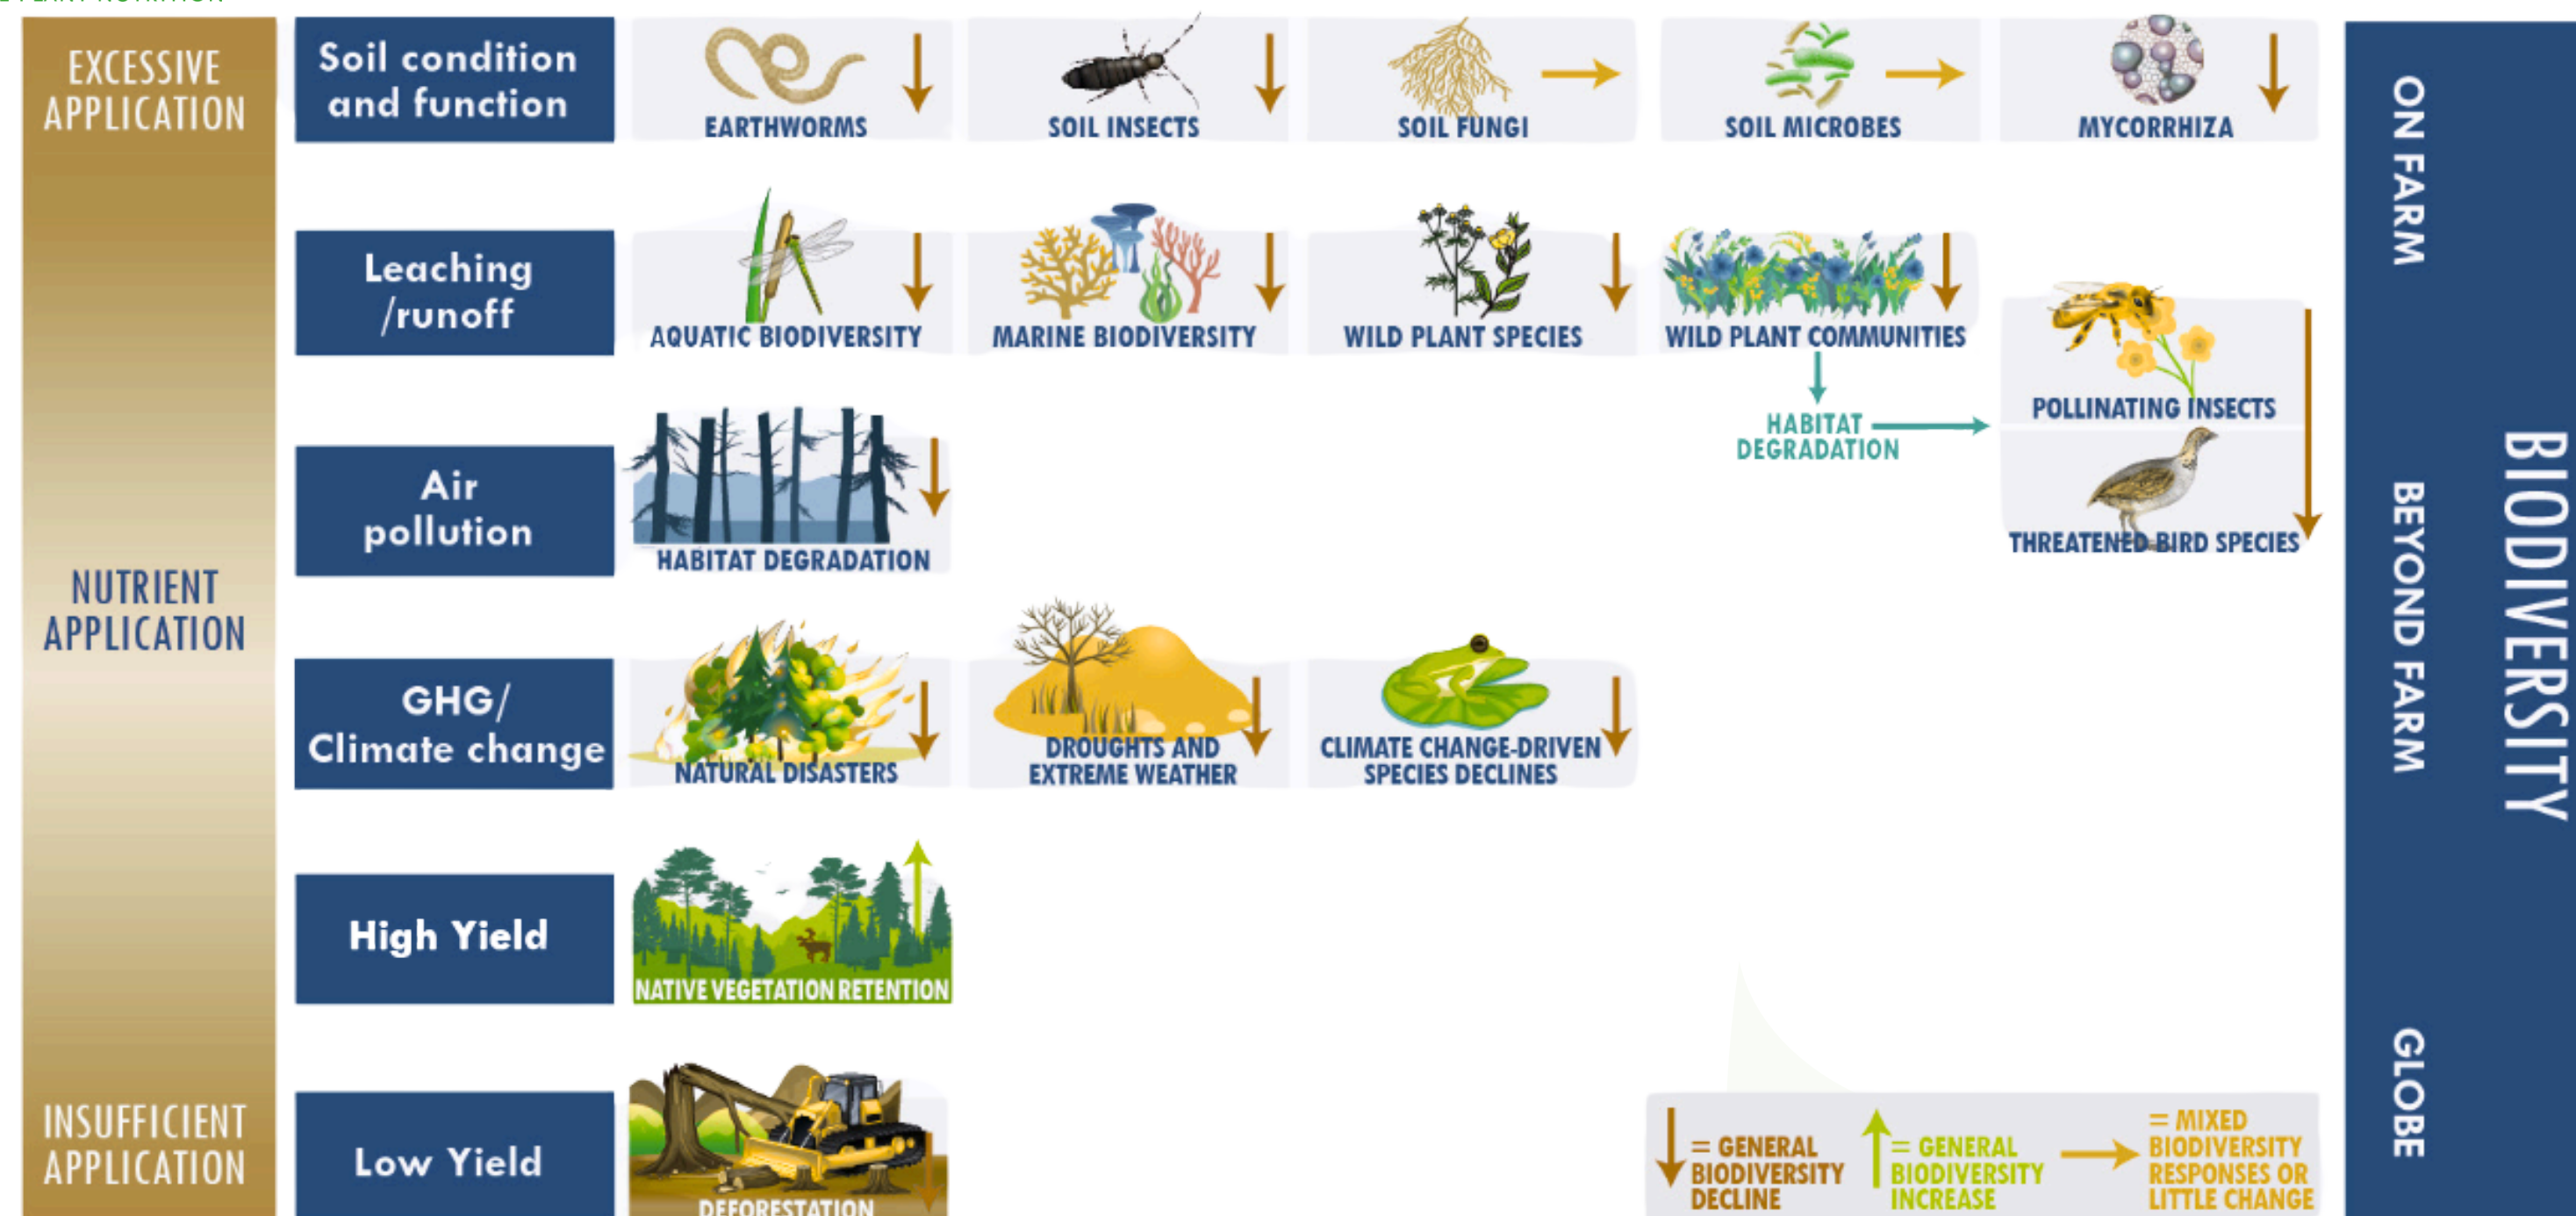 PLANT NUTRITION
EXCESSIVE
APPLICATION
NUTRIENT
APPLICATION
INSUFFICIENT
APPLICATION
Soil condition
and function
EARTHWORMS
SOIL INSECTS
SOIL FUNGI
SOIL MICROBES
MYCORRHIZA
Leaching
/runoff
AQUATIC BIODIVERSITY
MARINE BIODIVERSITY
WILD PLANT SPECIES
WILD PLANT COMMUNITIES
HABITAT
DEGRADATION
POLLINATING INSECTS
THREATENED BIRD SPECIES
Air
pollution
HABITAT DEGRADATION
GHG/
Climate change
NATURAL DISASTERS
DROUGHTS AND
EXTREME WEATHER
CLIMATE CHANGE-DRIVEN
SPECIES DECLINES
High Yield
NATIVE VEGETATION RETENTION
Low Yield
DEFORESTATION
= GENERAL
BIODIVERSITY
DECLINE
= GENERAL
BIODIVERSITY
INCREASE
= MIXED
BIODIVERSITY
RESPONSES OR
LITTLE CHANGE
ON FARM
BEYOND FARM
GLOBE
BIODIVERSITY